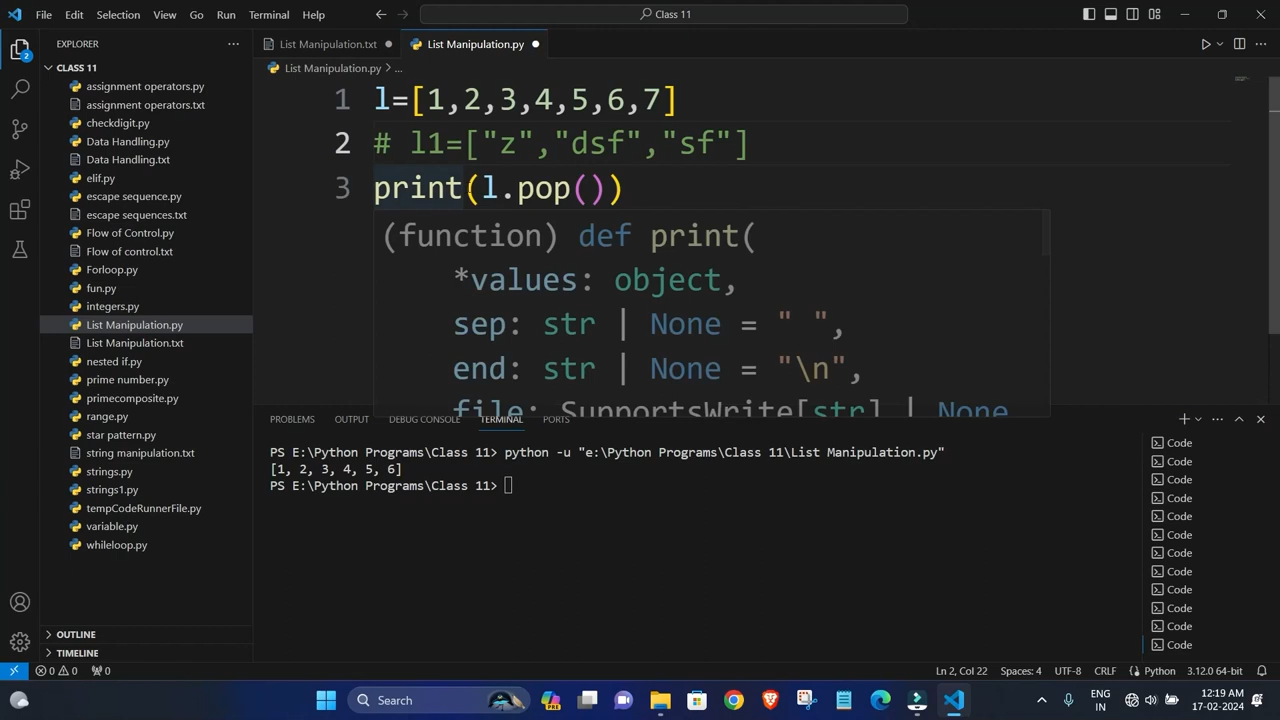 File Edit Selection View Go Run Terminal Help
Class 11
EXPLORER
CLASS 11
assignment operators.py
assignment operators.txt
checkdigit.py
Data Handling.py
Data Handling.txt
elif.py
escape sequence.py
escape sequences.txt
Flow of Control.py
Flow of control.txt
Forloop.py
fun.py
integers.py
List Manipulation.py
List Manipulation.txt
nested if.py
prime number.py
primecomposite.py
range.py
star pattern.py
string manipulation.txt
strings.py
strings1.py
tempCodeRunnerFile.py
variable.py
whileloop.py
OUTLINE
TIMELINE
2
List Manipulation.txt
List Manipulation.py
List Manipulation.py > ...
1 l=[1,2,3,4,5,6,7]
2 # l1=["z","dsf","sf"]
3 print(l.pop())
(function) def print(
*values: object,
sep: str | None = " ",
end: str | None = "\n",
file: SupportsWrite[str] | None
PROBLEMS OUTPUT DEBUG CONSOLE TERMINAL PORTS
PS E:\Python Programs\Class 11> python -u "e:\Python Programs\Class 11\List Manipulation.py"
[1, 2, 3, 4, 5, 6]
PS E:\Python Programs\Class 11>
Code
Code
Code
Code
Code
Code
Code
Code
Code
Code
Code
Code
0 0 0 Ln 2, Col 22 Spaces: 4 UTF-8 CRLF Python 3.12.0 64-bit
Search
PRE
ENG
IN
12:19 AM
17-02-2024